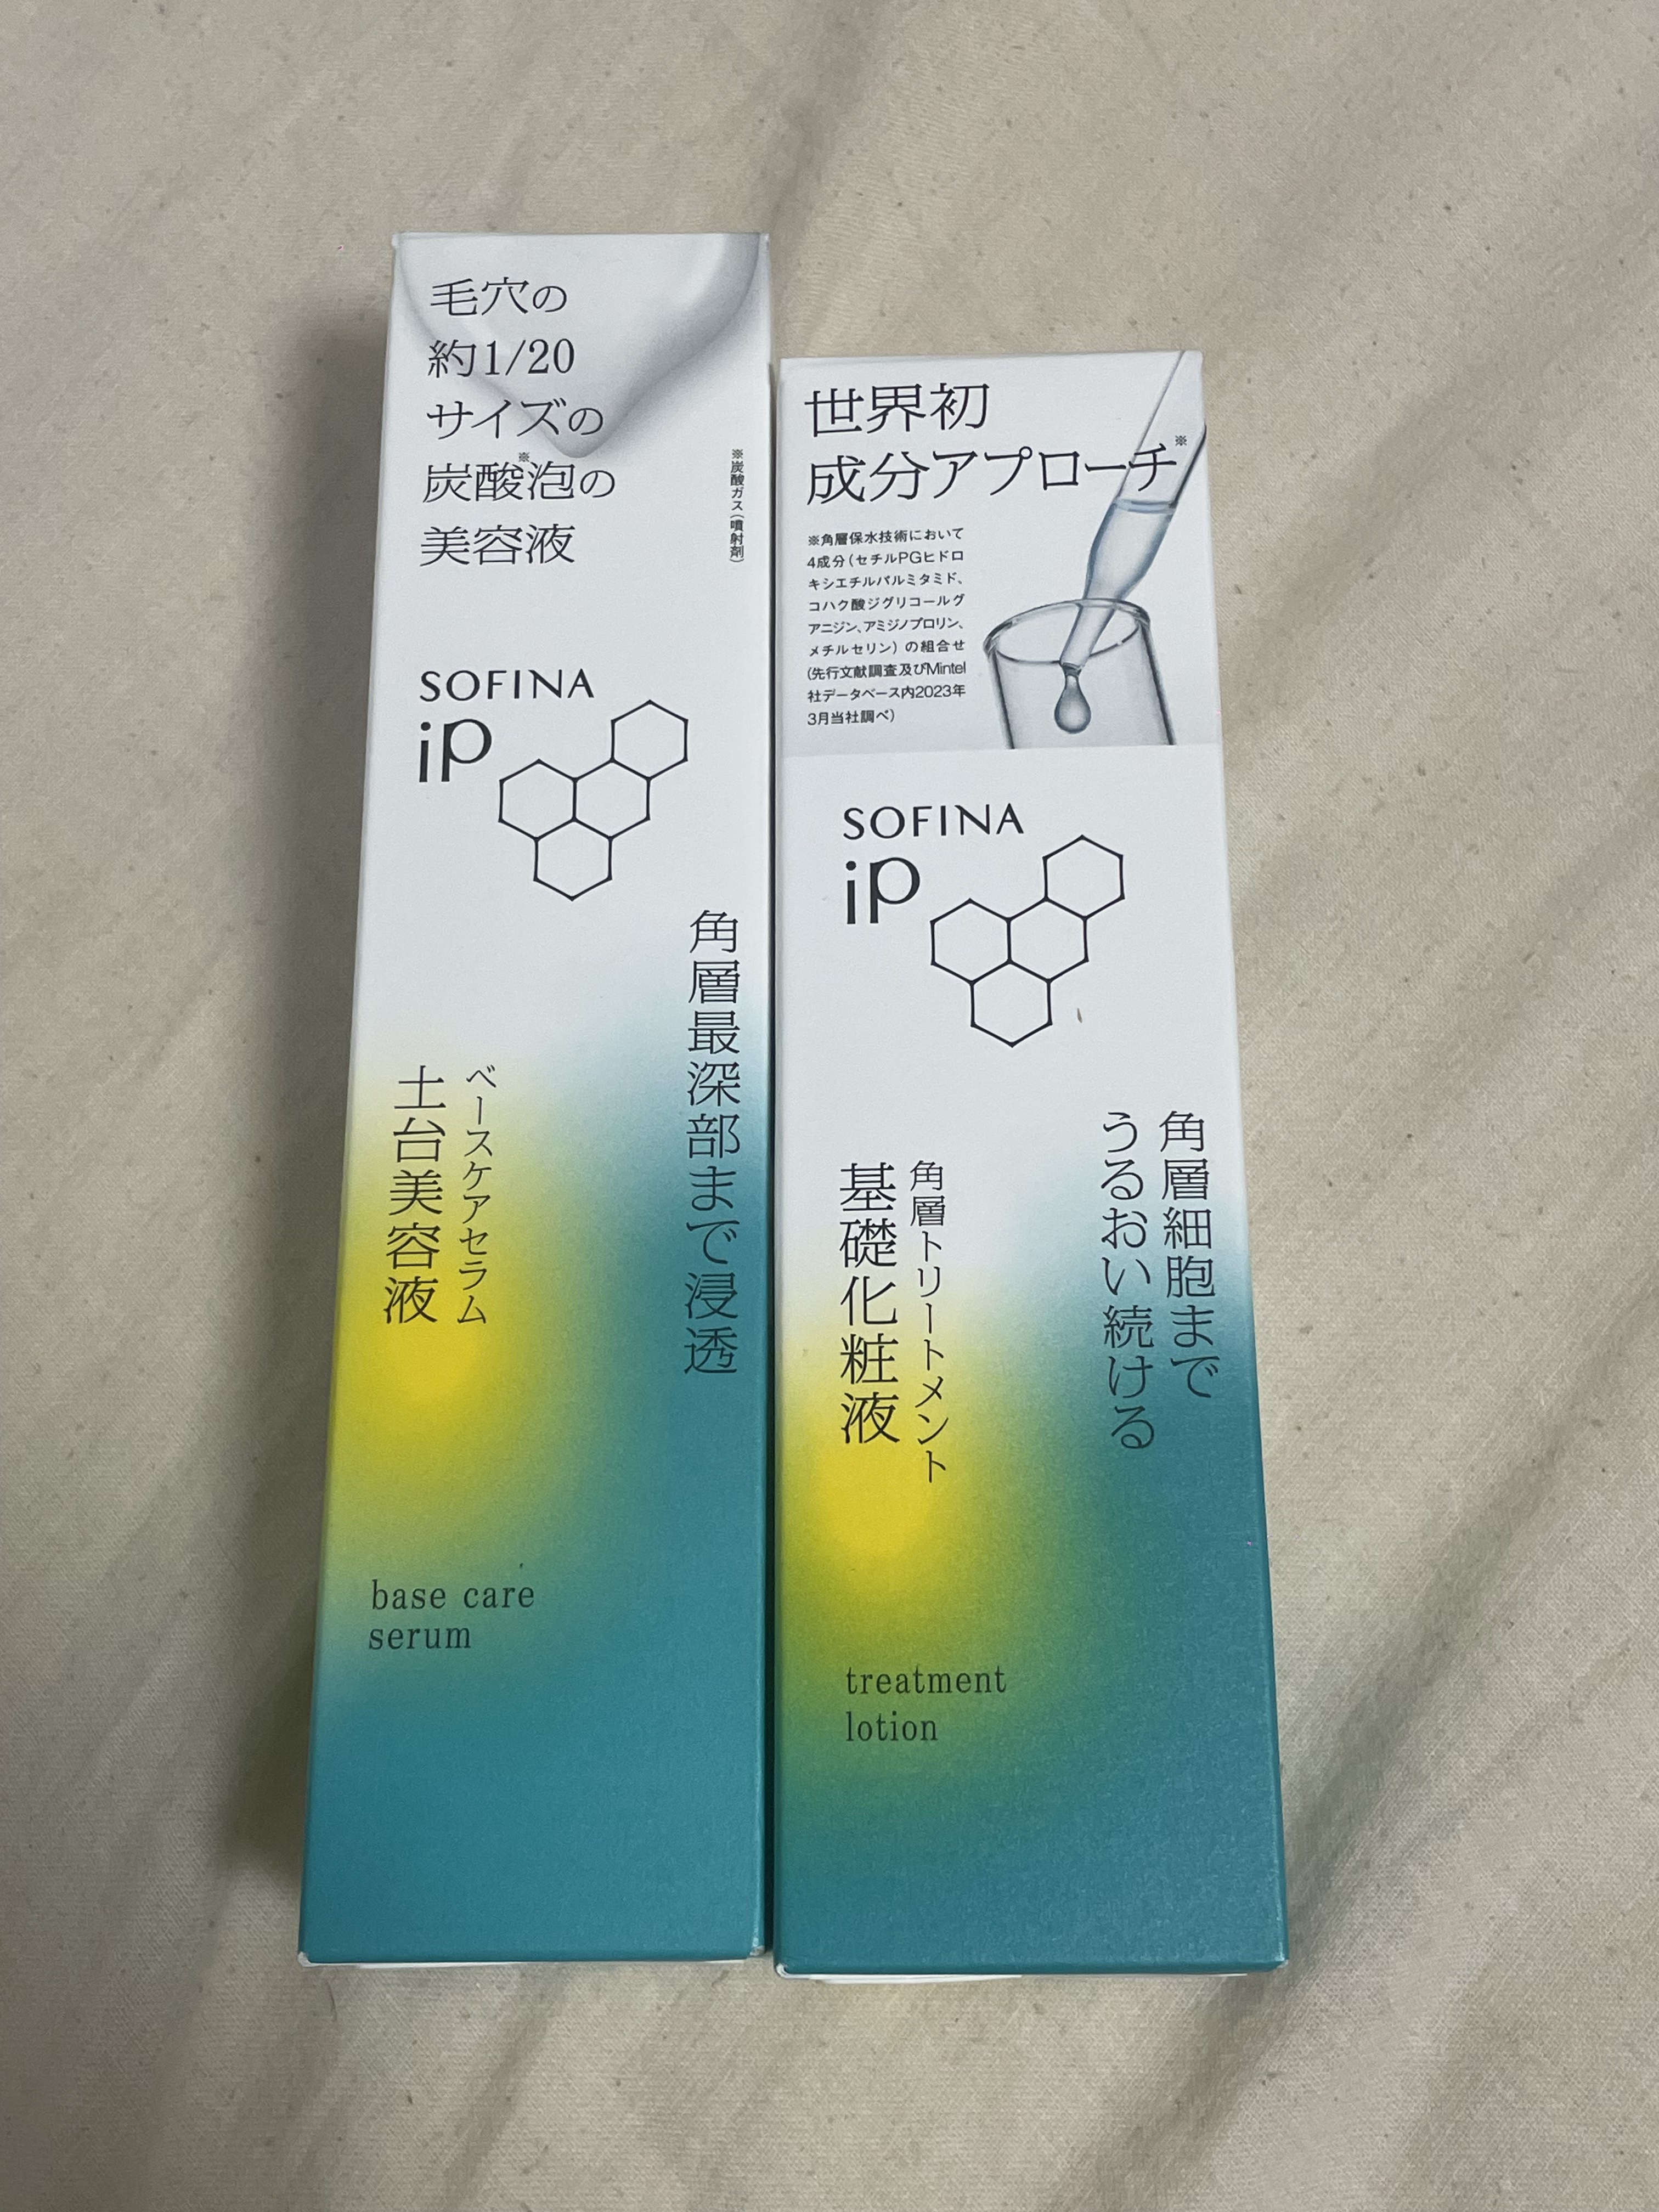 毛穴の
約1/20
サイズの
炭酸※泡の
美容液
※炭酸ガス(噴射剤)
SOFINA
iP
角層最深部まで浸透
ベースケアセラム
土台美容液
base care
serum
世界初
成分アプローチ※
※角層保水技術において
4成分(セチルPGヒドロ
キシエチルパルミタミド、
コハク酸ジグリコールグ
アニジン、アミジノプロリン、
メチルセリン)の組合せ
(先行文献調査及びMintel
社データベース内2023年
3月当社調べ)
SOFINA
iP
角層細胞まで
うるおい続ける
角層トリートメント
基礎化粧液
treatment
lotion